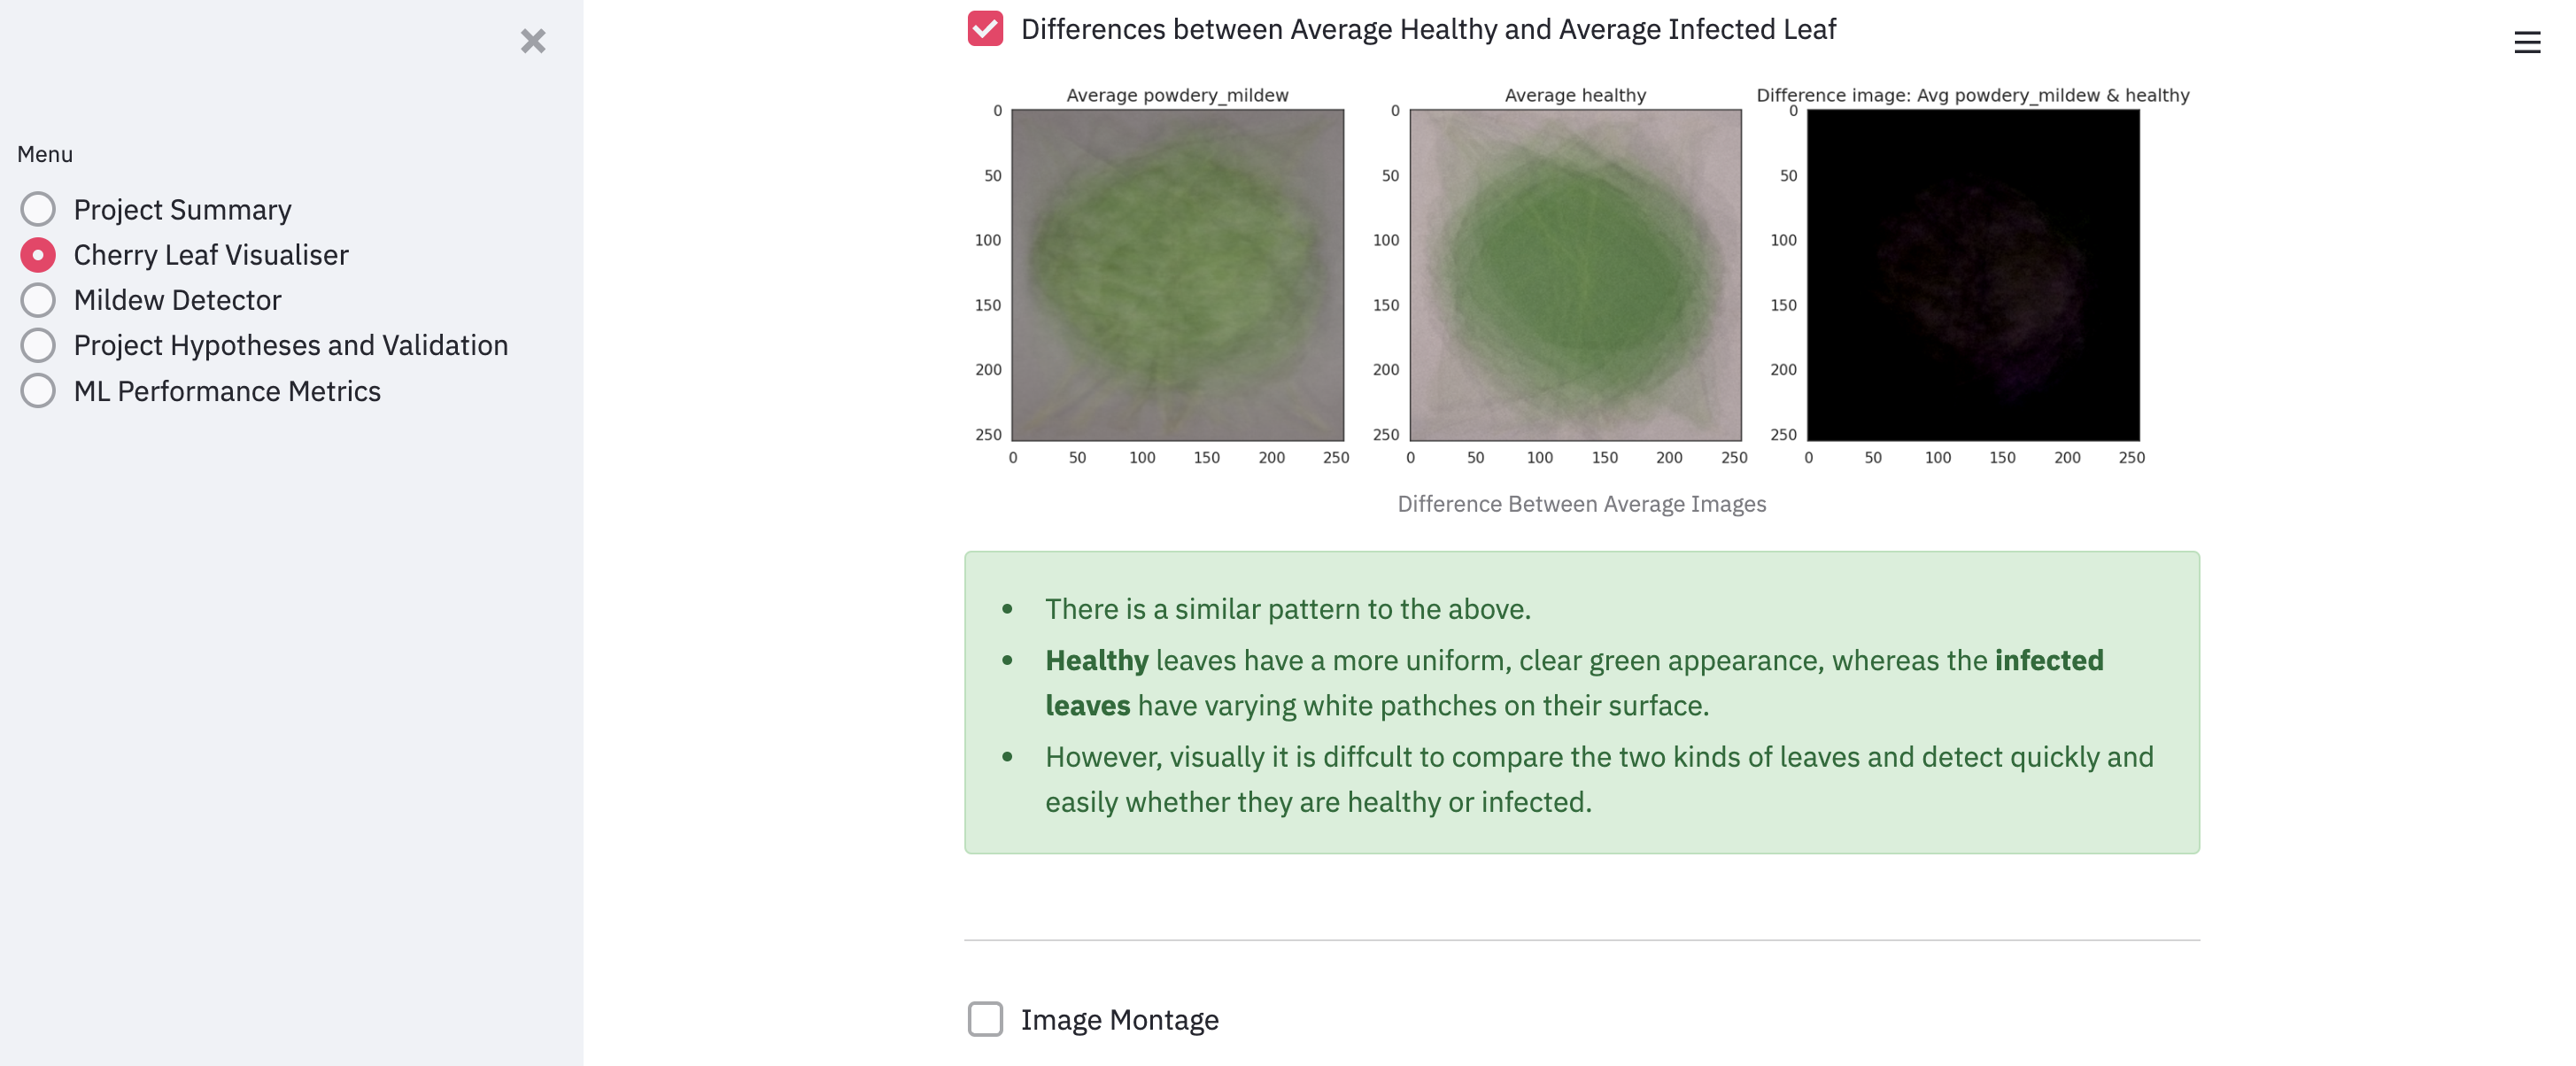 Menu
Project Summary
Cherry Leaf Visualiser
Mildew Detector
Project Hypotheses and Validation
ML Performance Metrics
Differences between Average Healthy and Average Infected Leaf
Average powdery_mildew
0
50
100
150
200
250
0 50 100 150 200 250
Average healthy
0
50
100
150
200
250
0 50 100 150 200 250
Difference image: Avg powdery_mildew & healthy
0
50
100
150
200
250
0 50 100 150 200 250
Difference Between Average Images
• There is a similar pattern to the above.
• Healthy leaves have a more uniform, clear green appearance, whereas the infected
leaves have varying white pathches on their surface.
• However, visually it is diffcult to compare the two kinds of leaves and detect quickly and
easily whether they are healthy or infected.
Image Montage